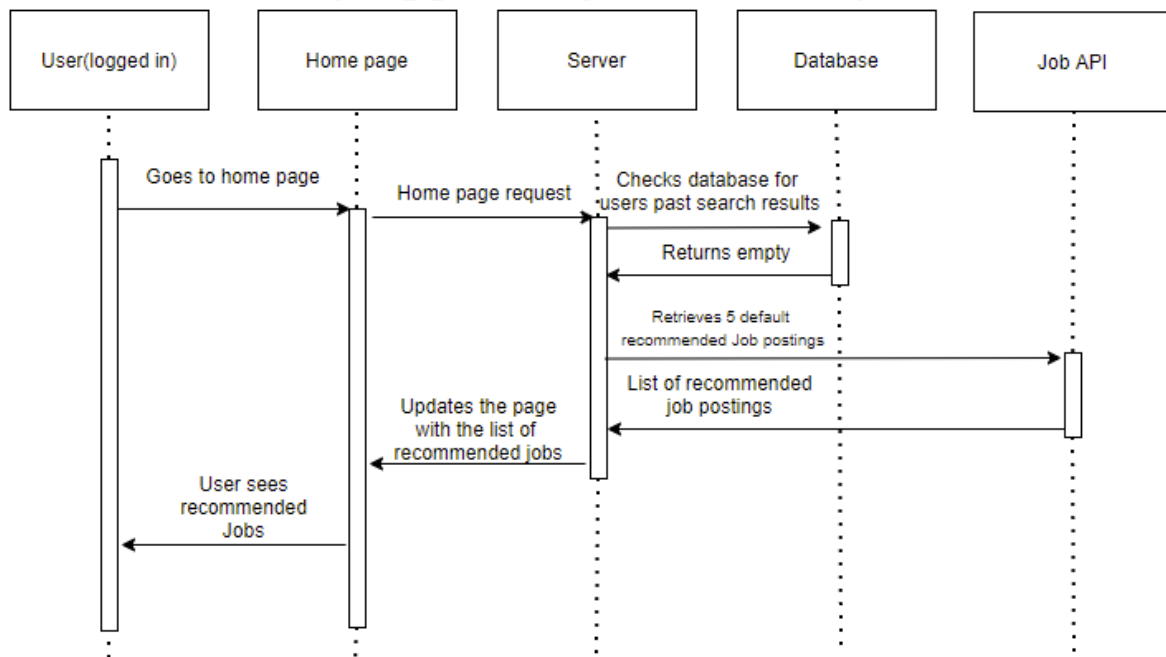 User(logged in)
Home page
Server
Database
Job API
Goes to home page
Home page request
Checks database for
users past search results
Returns empty
Retrieves 5 default
recommended Job postings
List of recommended
job postings
Updates the page
with the list of
recommended jobs
User sees
recommended
Jobs